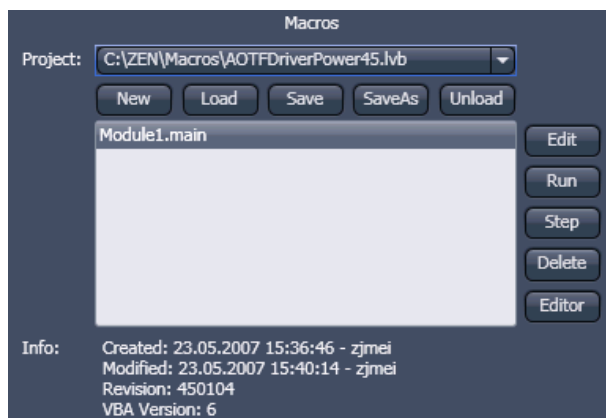 Macros
Project: C:\ZEN\Macros\AOTFDriverPower45.lvb
New Load Save SaveAs Unload
Module1.main
Edit
Run
Step
Delete
Editor
Info: Created: 23.05.2007 15:36:46 - zjmei
Modified: 23.05.2007 15:40:14 - zjmei
Revision: 450104
VBA Version: 6